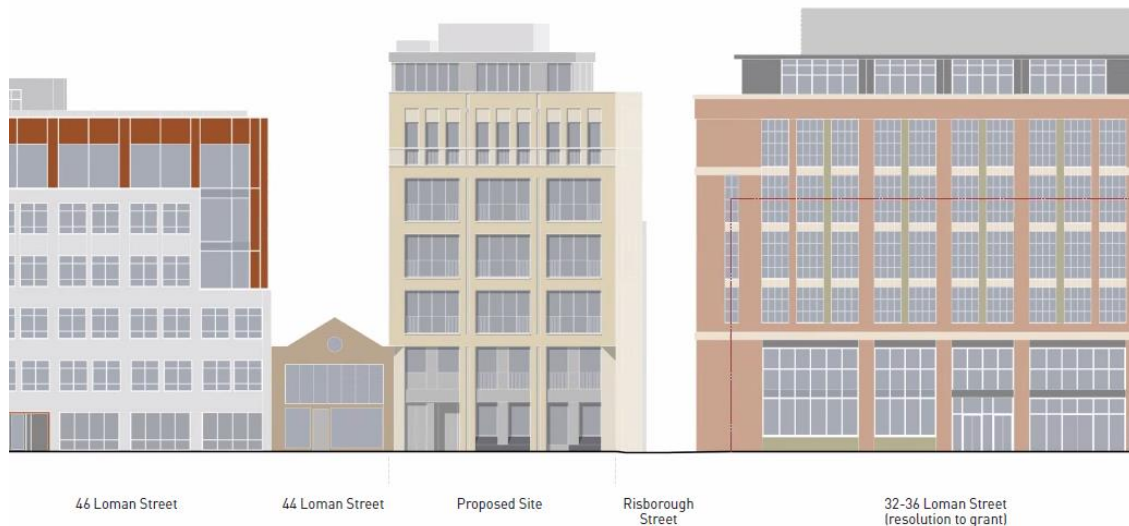 46 Loman Street
44 Loman Street
Proposed Site
Risborough
Street
32-36 Loman Street
(resolution to grant)